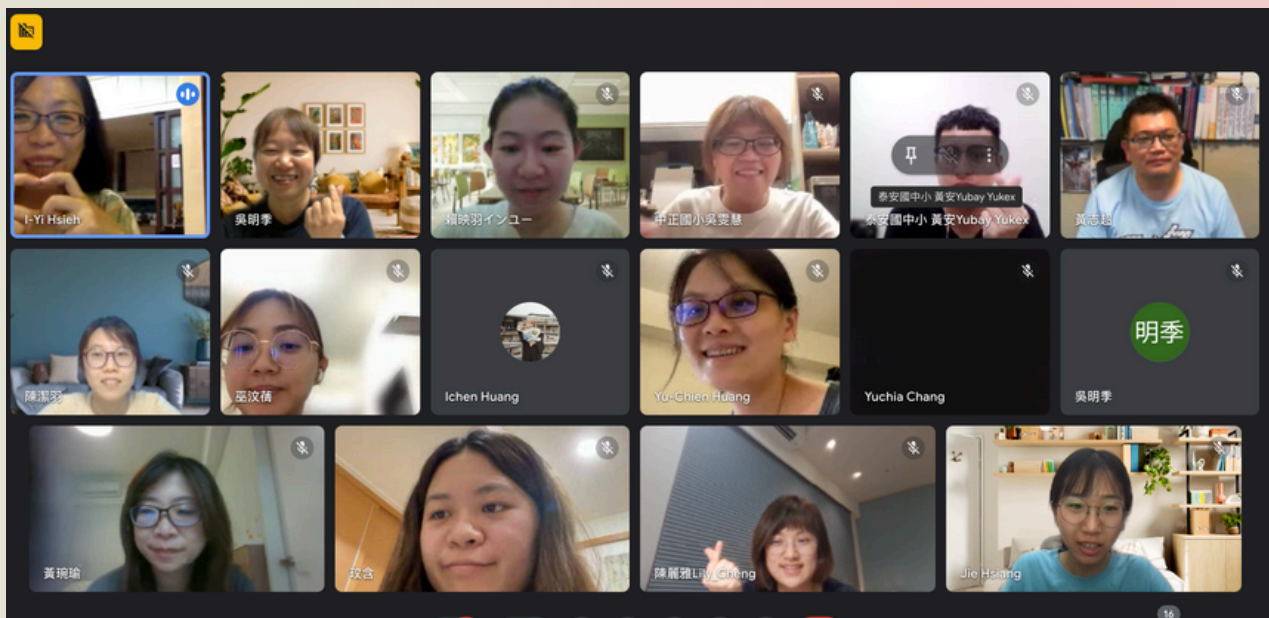 I-Yi Hsieh
吳明季
賴映羽インユー
中正國小吳雯慧
泰安國中小 黃安Yubay Yukex
泰安國中小 黃安Yubay Yukex
黃志超
陳潔羽
巫汶蒨
Ichen Huang
Yu-Chien Huang
Yuchia Chang
明季
吳明季
黃琬瑜
玟含
陳麗雅Lily Cheng
Jie Hsiang
16